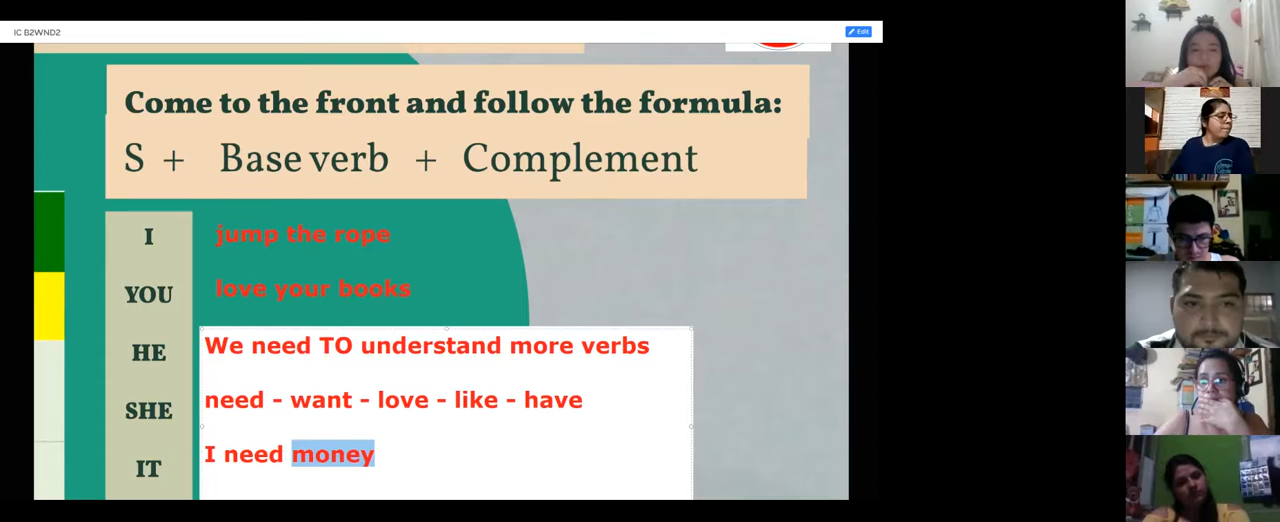 IC B2WND2
Edit
Come to the front and follow the formula:
S + Base verb + Complement
I jump the rope
YOU love your books
HE We need TO understand more verbs
SHE need - want - love - like - have
IT I need money